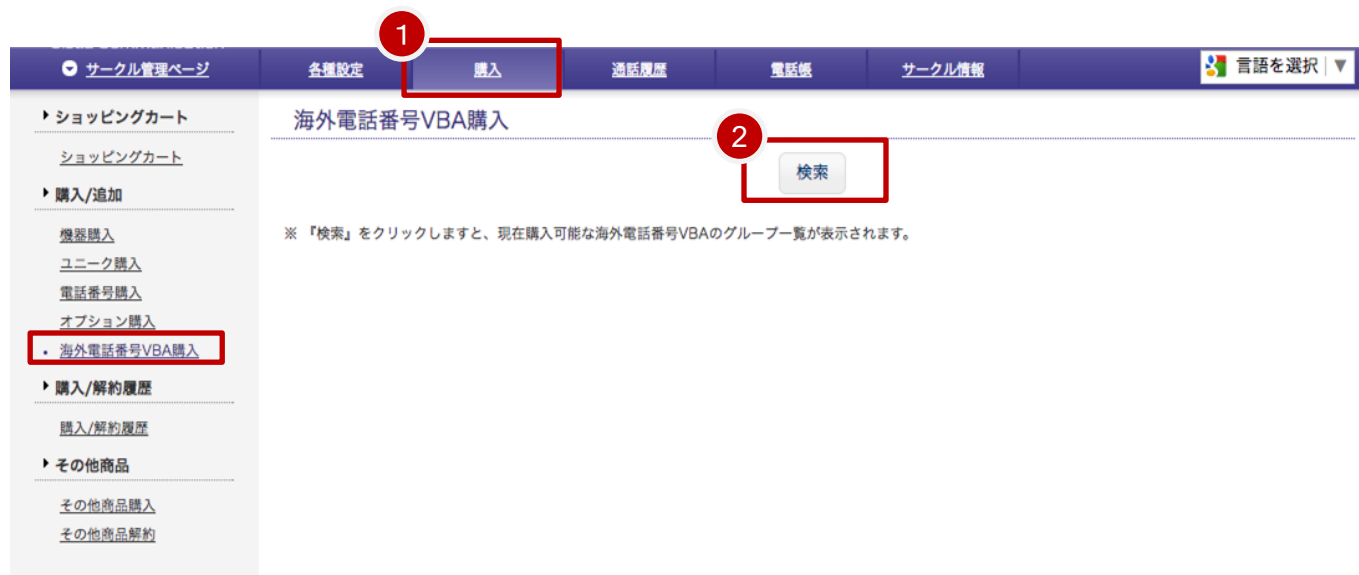 1
サークル管理ページ
各種設定
購入
通話履歴
電話帳
サークル情報
言語を選択
ショッピングカート
ショッピングカート
購入/追加
機器購入
ユニーク購入
電話番号購入
オプション購入
海外電話番号VBA購入
購入/解約履歴
購入/解約履歴
その他商品
その他商品購入
その他商品解約
海外電話番号VBA購入
2
検索
※ 『検索』をクリックしますと、現在購入可能な海外電話番号VBAのグループ一覧が表示されます。